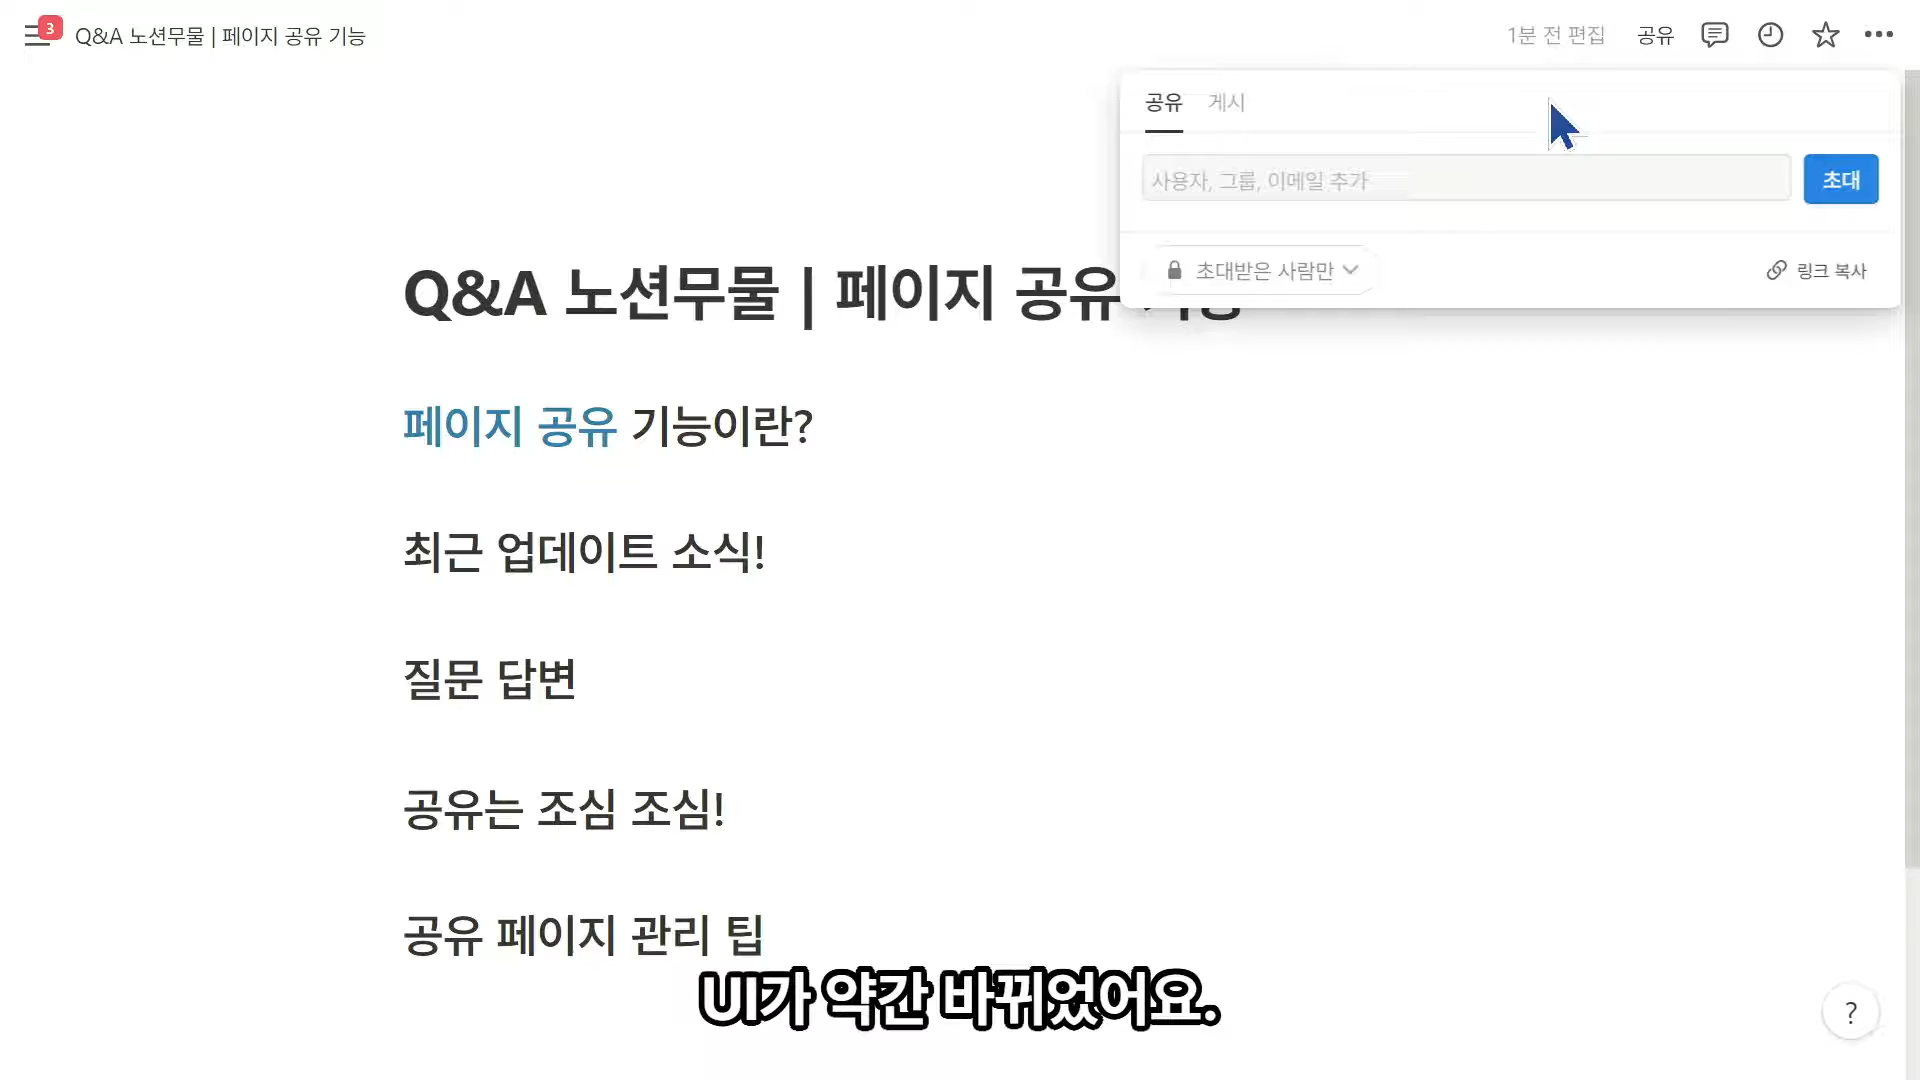 3
Q&A 노션무물 | 페이지 공유 기능
1분 전 편집
공유
공유 게시
사용자, 그룹, 이메일 추가
초대
초대받은 사람만
링크 복사
Q&A 노션무물 | 페이지 공유
페이지 공유 기능이란?
최근 업데이트 소식!
질문 답변
공유는 조심 조심!
공유 페이지 관리 팁
UI가 약간 바뀌었어요.
?